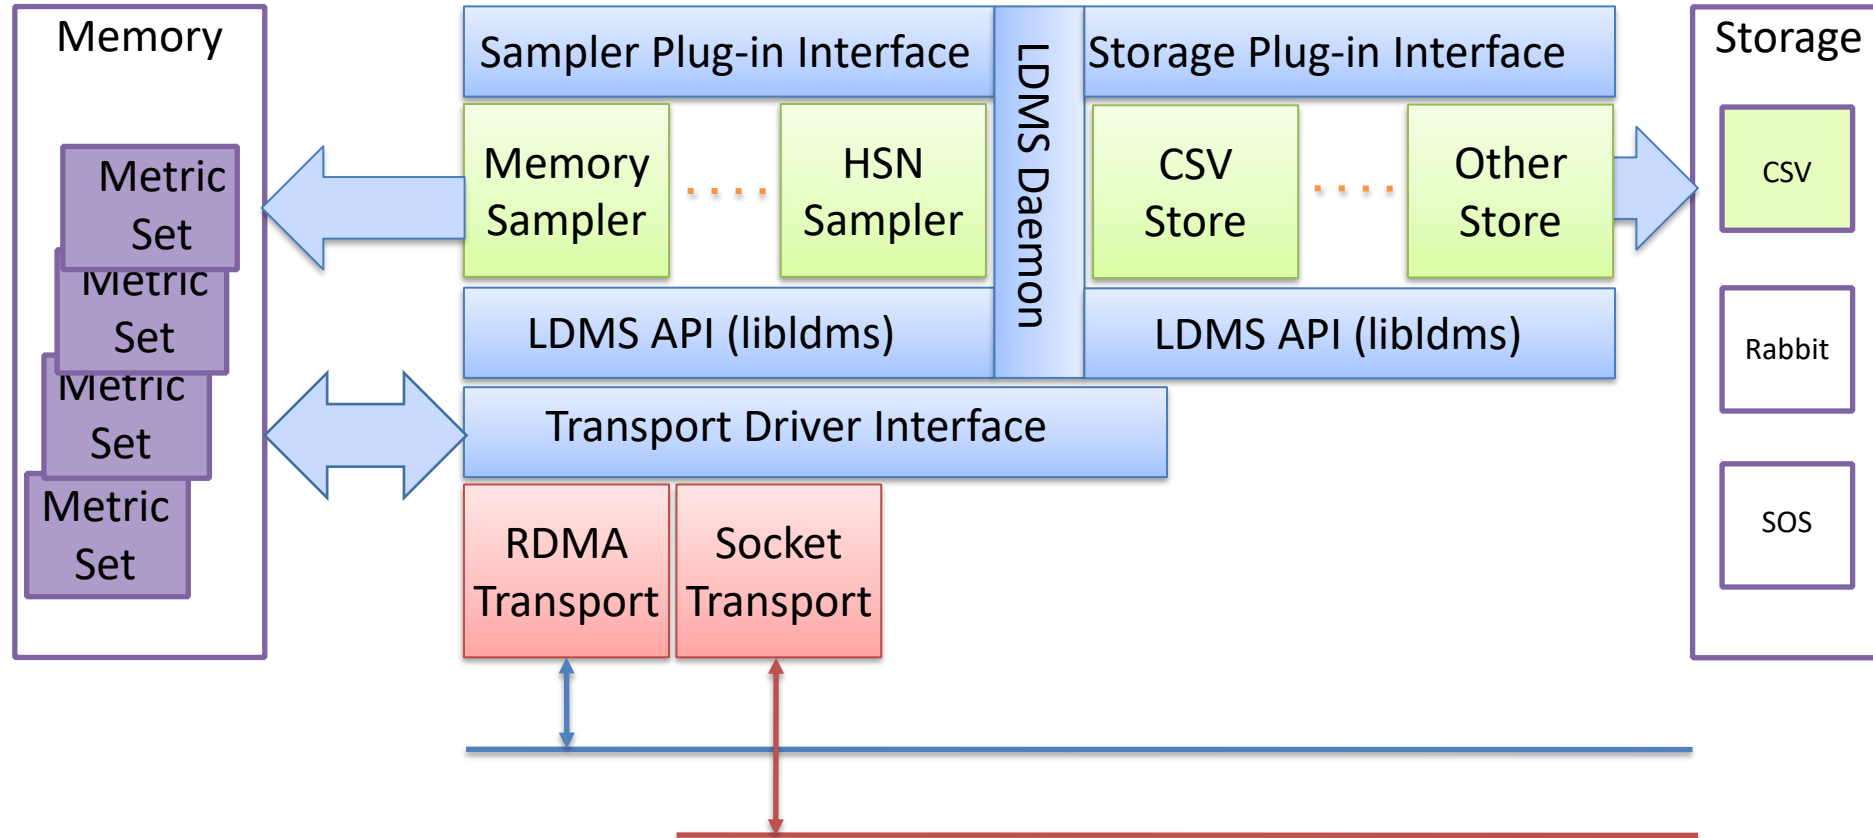 Memory
Metric
Set
Metric
Set
Metric
Set
Metric
Set
Sampler Plug-in Interface
Memory
Sampler
HSN
Sampler
LDMS API (libldms)
LDMS Daemon
Storage Plug-in Interface
CSV
Store
Other
Store
LDMS API (libldms)
Transport Driver Interface
RDMA
Transport
Socket
Transport
Storage
CSV
Rabbit
SOS